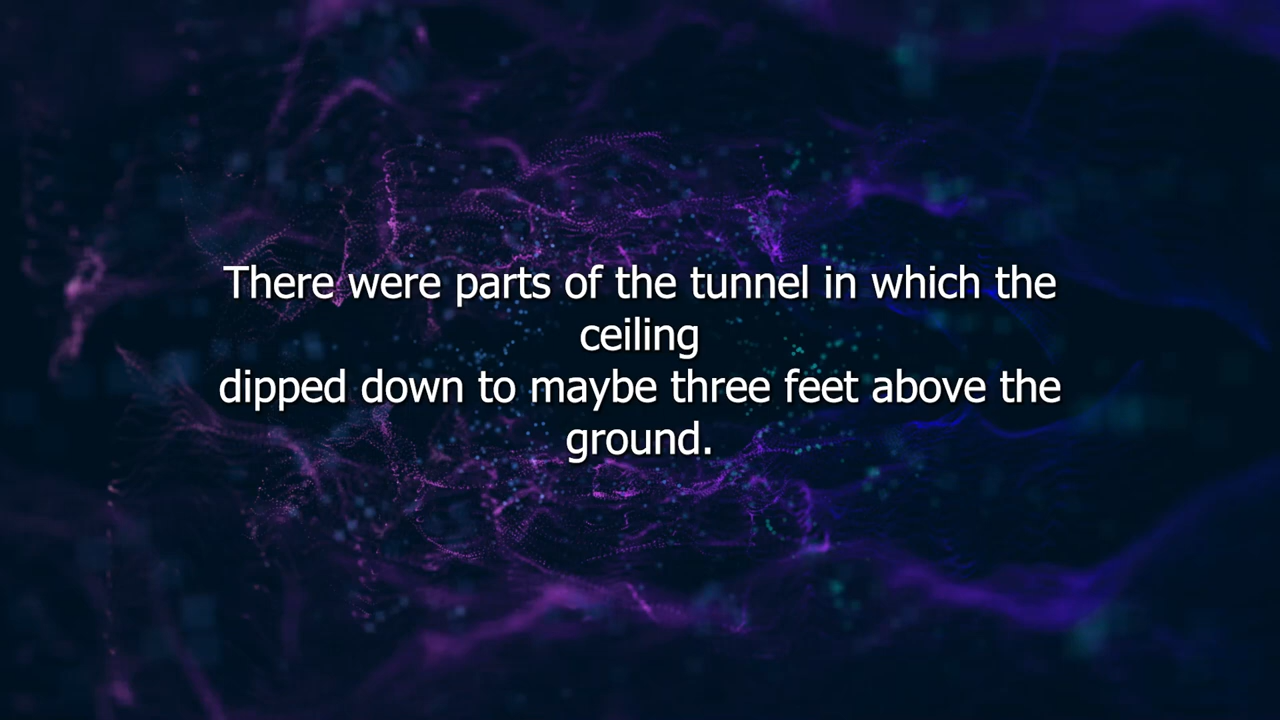 There were parts of the tunnel in which the
ceiling
dipped down to maybe three feet above the
ground.